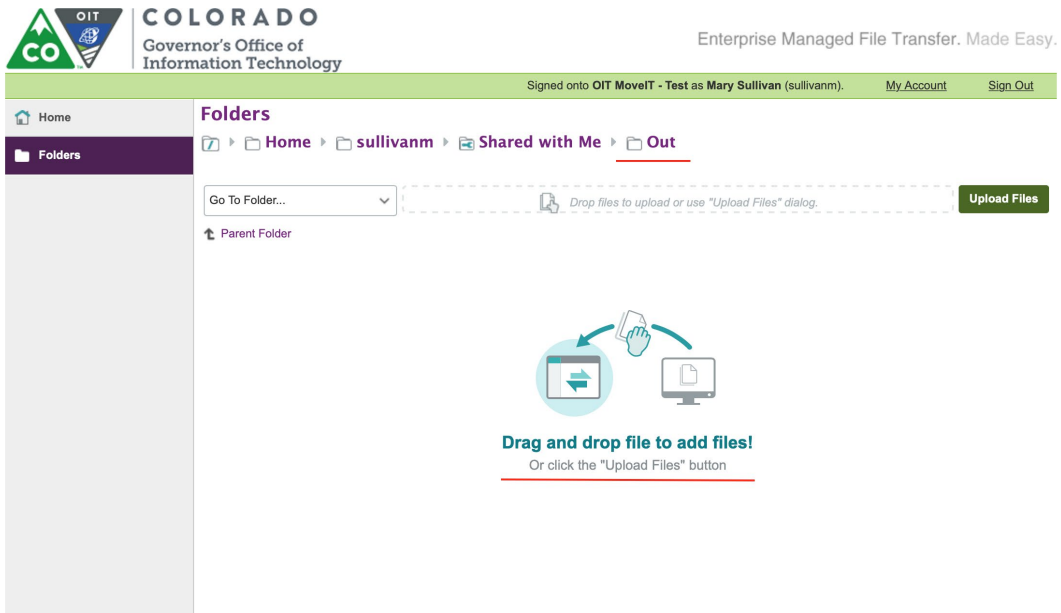 OIT
CO
COLORADO
Governor's Office of
Information Technology
Enterprise Managed File Transfer. Made Easy.
Signed onto OIT MoveIT - Test as Mary Sullivan (sullivanm). My Account Sign Out
Home
Folders
Folders
Home sullivanm Shared with Me Out
Go To Folder... Drop files to upload or use "Upload Files" dialog. Upload Files
Parent Folder
Drag and drop file to add files!
Or click the "Upload Files" button